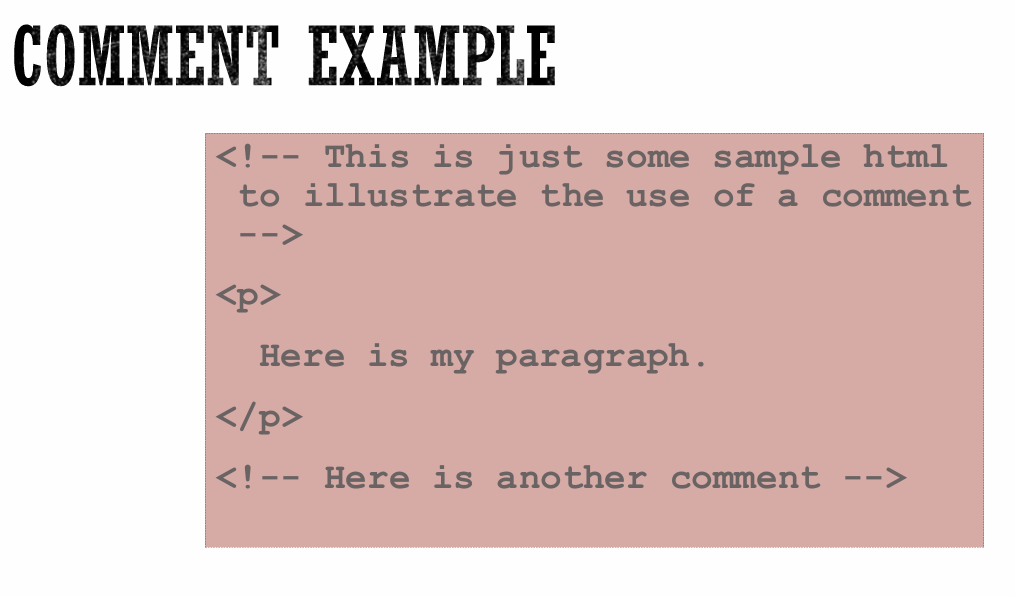 COMMENT EXAMPLE
<!-- This is just some sample html
to illustrate the use of a comment
-->
<p>
Here is my paragraph.
</p>
<!-- Here is another comment -->